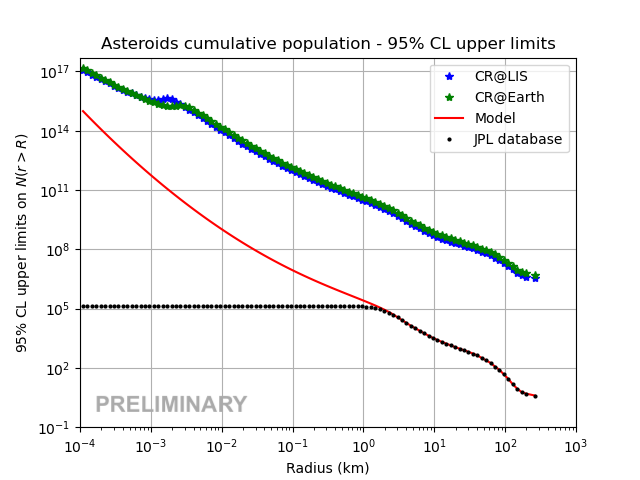 Asteroids cumulative population - 95% CL upper limits
95% CL upper limits on N(r > R)
10^17
10^14
10^11
10^8
10^5
10^2
10^−1
CR@LIS
CR@Earth
Model
JPL database
PRELIMINARY
10^−4 10^−3 10^−2 10^−1 10^0 10^1 10^2 10^3
Radius (km)